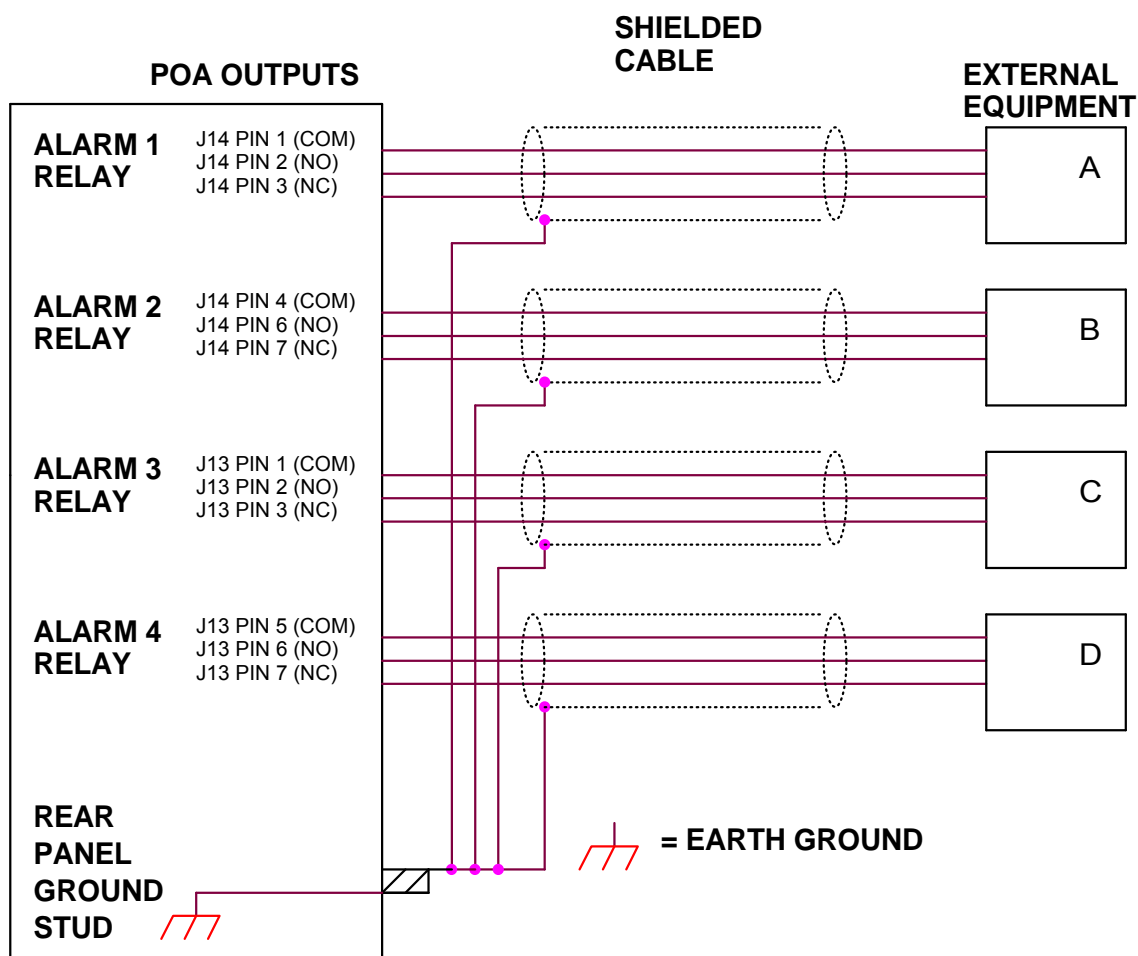 SHIELDED
CABLE
POA OUTPUTS
EXTERNAL
EQUIPMENT
ALARM 1
RELAY
J14 PIN 1 (COM)
J14 PIN 2 (NO)
J14 PIN 3 (NC)
A
ALARM 2
RELAY
J14 PIN 4 (COM)
J14 PIN 6 (NO)
J14 PIN 7 (NC)
B
ALARM 3
RELAY
J13 PIN 1 (COM)
J13 PIN 2 (NO)
J13 PIN 3 (NC)
C
ALARM 4
RELAY
J13 PIN 5 (COM)
J13 PIN 6 (NO)
J13 PIN 7 (NC)
D
REAR
PANEL
GROUND
STUD
= EARTH GROUND